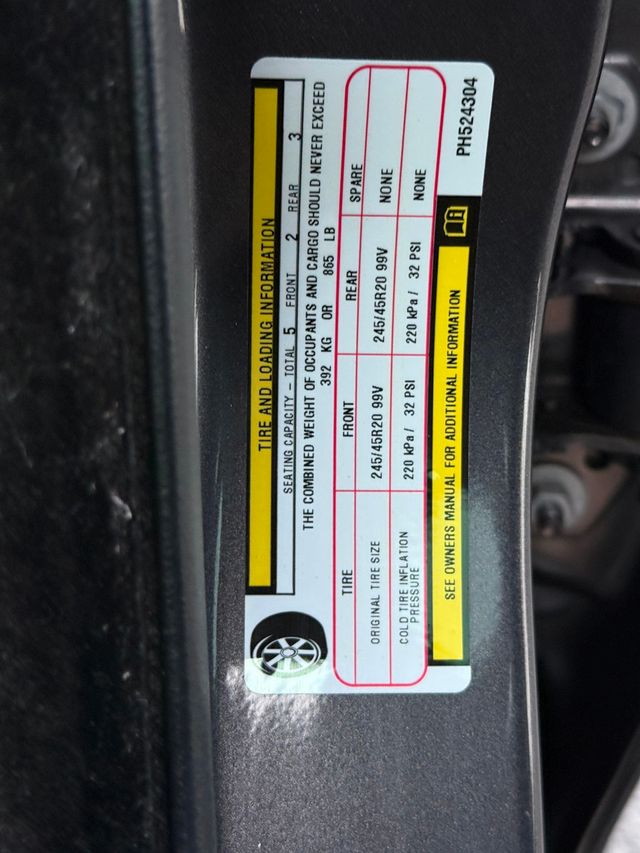 TIRE AND LOADING INFORMATION
SEATING CAPACITY – TOTAL 5 FRONT 2 REAR 3
THE COMBINED WEIGHT OF OCCUPANTS AND CARGO SHOULD NEVER EXCEED
392 KG OR 865 LB
TIRE FRONT REAR SPARE
ORIGINAL TIRE SIZE 245/45R20 99V 245/45R20 99V NONE
COLD TIRE INFLATION PRESSURE 220 kPa / 32 PSI 220 kPa / 32 PSI NONE
SEE OWNERS MANUAL FOR ADDITIONAL INFORMATION
PH524304